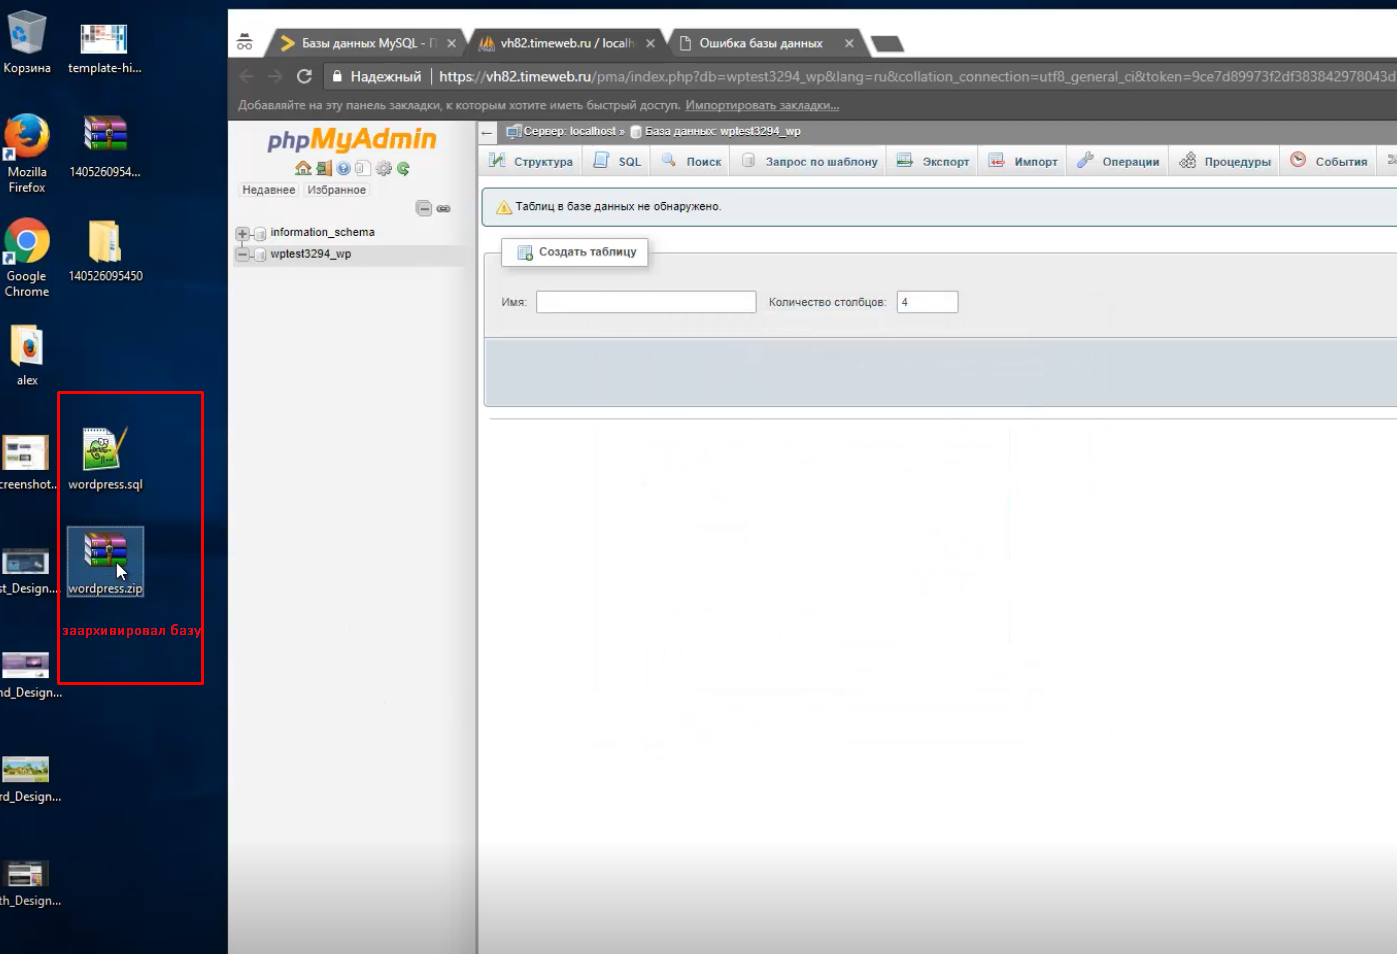 Корзина
template-hi...
Mozilla
Firefox
1405260954...
Google
Chrome
140526095450
alex
creenshot...
wordpress.sql
st_Design...
wordpress.zip
заархивировал базу
nd_Design...
rd_Design...
th_Design...
Базы данных MySQL - П
vh82.timeweb.ru / localh
Ошибка базы данных
Надежный
https://vh82.timeweb.ru/pma/index.php?db=wptest3294_wp&lang=ru&collation_connection=utf8_general_ci&token=9ce7d89973f2df383842978043d
Добавляйте на эту панель закладки, к которым хотите иметь быстрый доступ. Импортировать закладки...
phpMyAdmin
Недавнее Избранное
information_schema
wptest3294_wp
Сервер: localhost » База данных: wptest3294_wp
Структура SQL Поиск Запрос по шаблону Экспорт Импорт Операции Процедуры События
Таблиц в базе данных не обнаружено.
Создать таблицу
Имя: Количество столбцов: 4